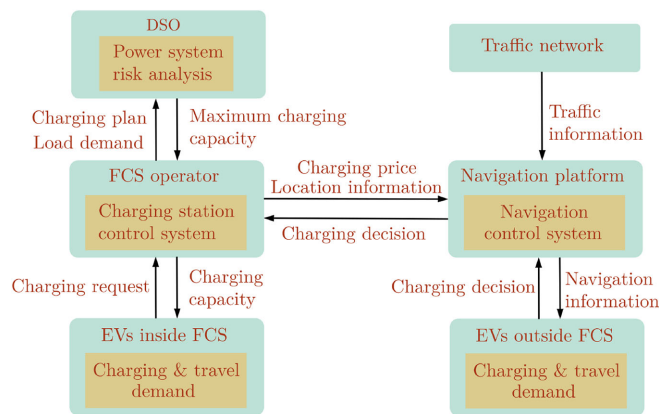 DSO
Power system
risk analysis
Traffic network
Charging plan
Load demand
Maximum charging
capacity
Traffic
information
FCS operator
Charging station
control system
Charging price
Location information
Charging decision
Navigation platform
Navigation
control system
Charging request
Charging
capacity
Charging decision
Navigation
information
EVs inside FCS
Charging & travel
demand
EVs outside FCS
Charging & travel
demand